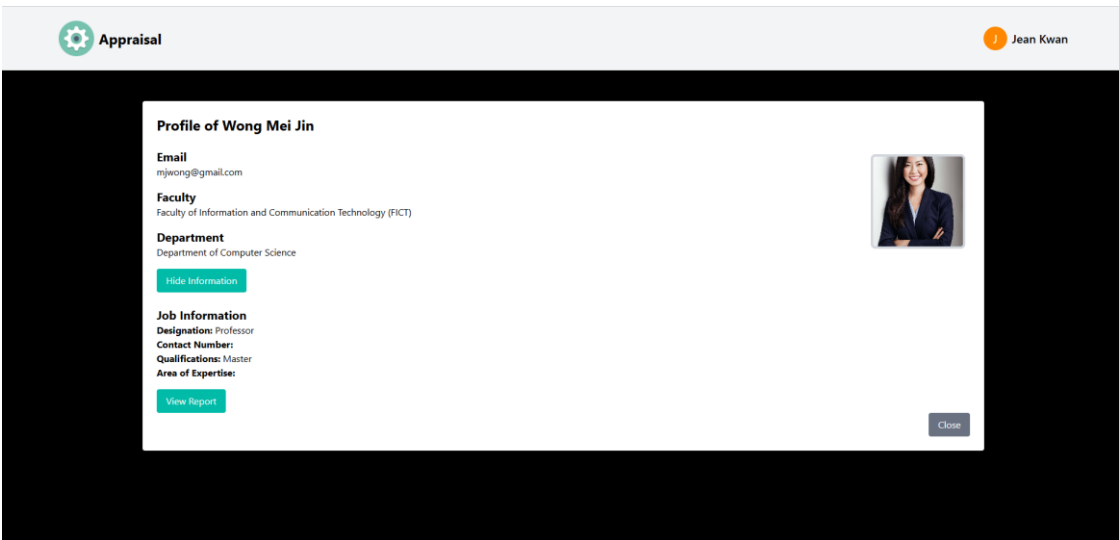 Appraisal
J Jean Kwan
Profile of Wong Mei Jin
Email
mjwong@gmail.com
Faculty
Faculty of Information and Communication Technology (FICT)
Department
Department of Computer Science
Hide Information
Job Information
Designation: Professor
Contact Number:
Qualifications: Master
Area of Expertise:
View Report
Close